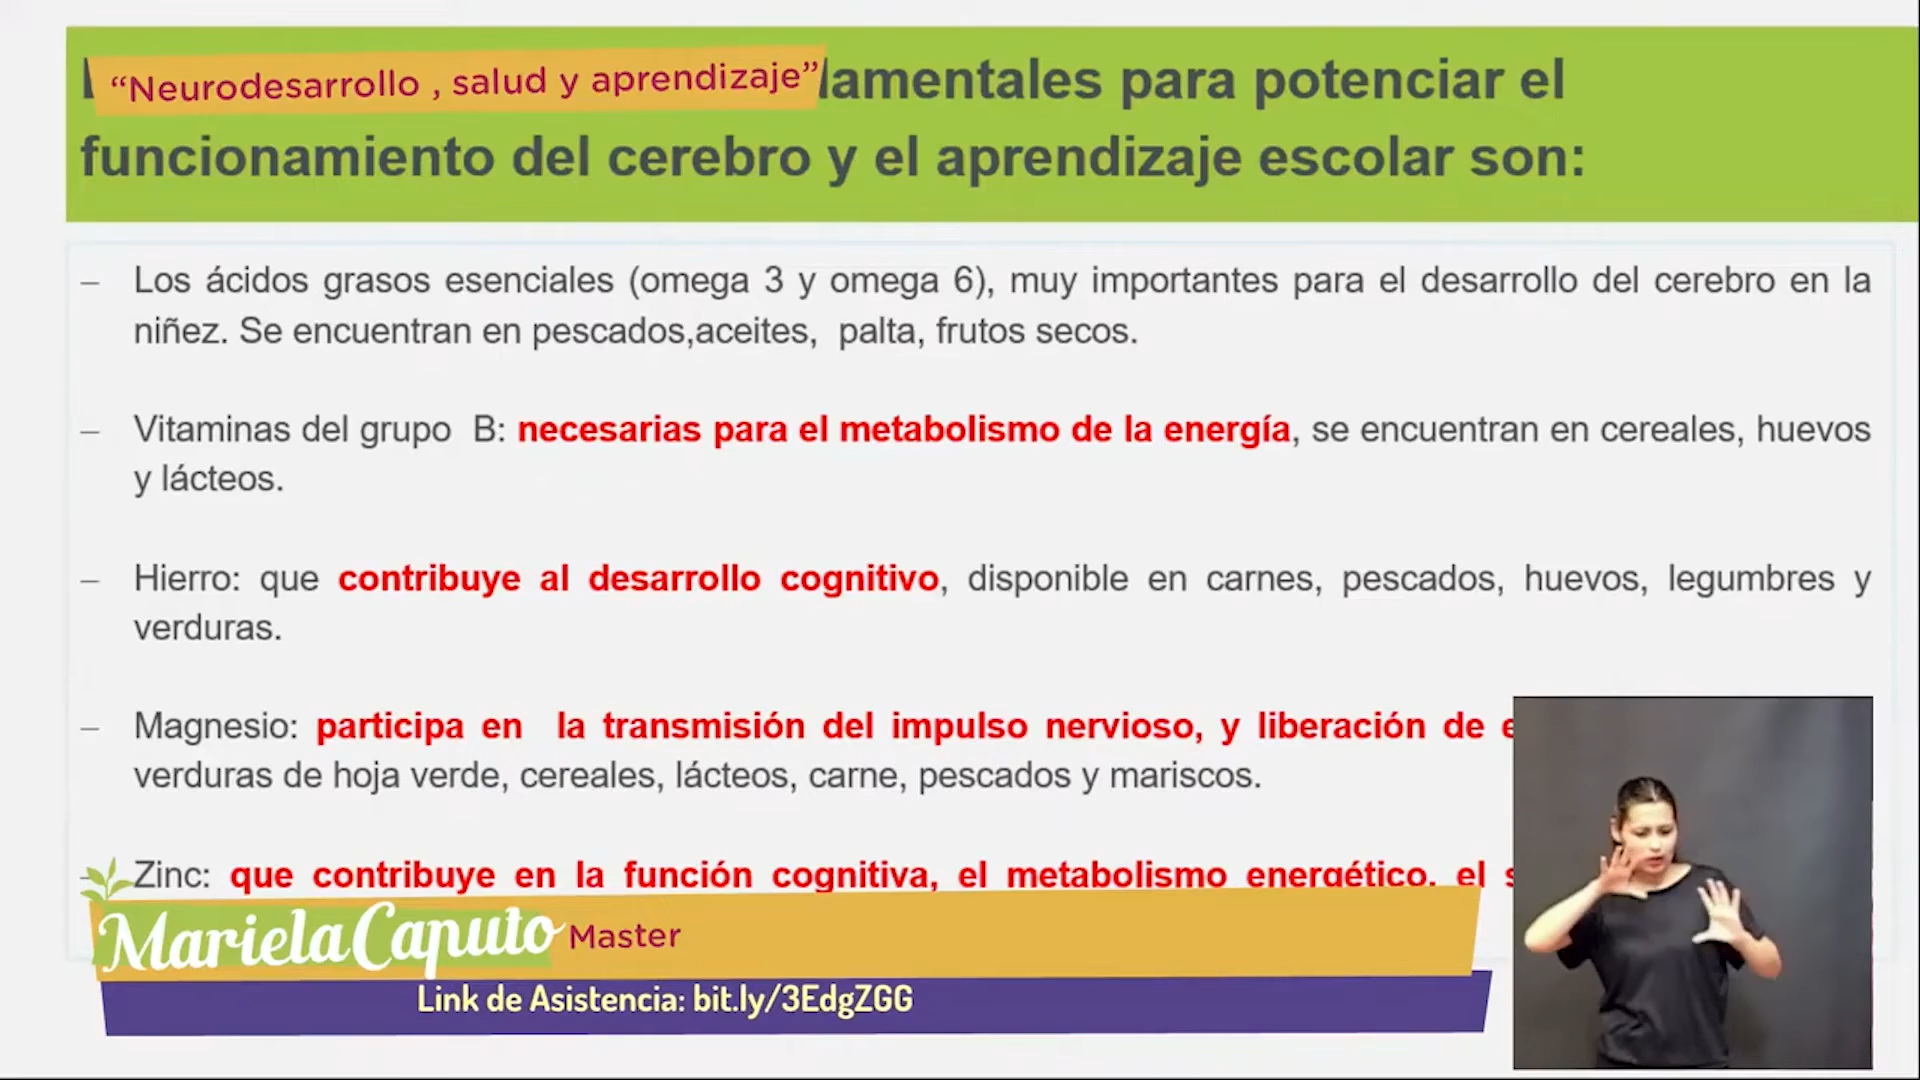 “Neurodesarrollo , salud y aprendizaje”
para potenciar el
funcionamiento del cerebro y el aprendizaje escolar son:
– Los ácidos grasos esenciales (omega 3 y omega 6), muy importantes para el desarrollo del cerebro en la
niñez. Se encuentran en pescados,aceites, palta, frutos secos.
– Vitaminas del grupo B: necesarias para el metabolismo de la energía, se encuentran en cereales, huevos
y lácteos.
– Hierro: que contribuye al desarrollo cognitivo, disponible en carnes, pescados, huevos, legumbres y
verduras.
– Magnesio: participa en la transmisión del impulso nervioso, y liberación de
verduras de hoja verde, cereales, lácteos, carne, pescados y mariscos.
– Zinc: que contribuye en la función cognitiva, el metabolismo energético, el
Mariela Caputo Master
Link de Asistencia: bit.ly/3EdgZGG